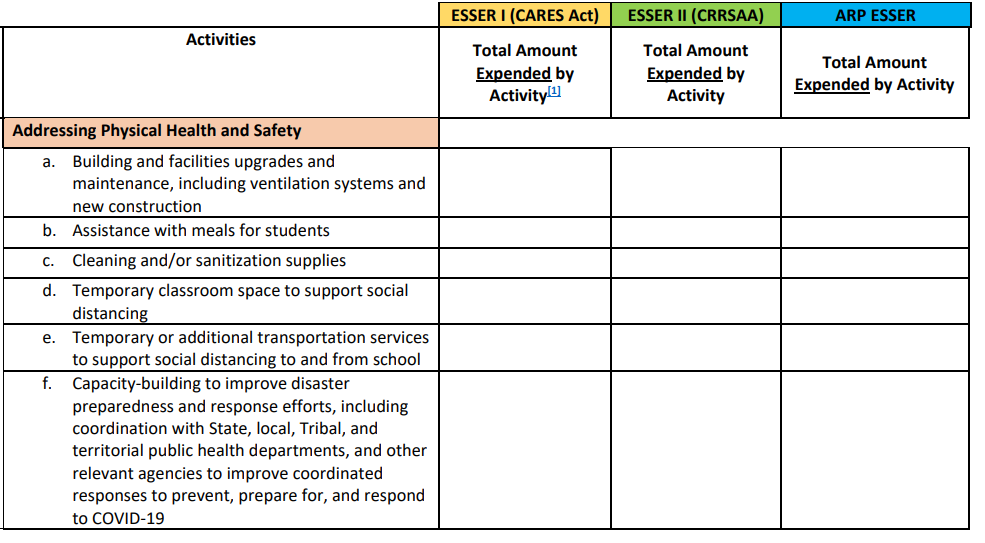 ESSER I (CARES Act) ESSER II (CRRSAA) ARP ESSER
Activities
Total Amount
Expended by
Activity[1]
Total Amount
Expended by
Activity
Total Amount
Expended by Activity
Addressing Physical Health and Safety
a. Building and facilities upgrades and
maintenance, including ventilation systems and
new construction
b. Assistance with meals for students
c. Cleaning and/or sanitization supplies
d. Temporary classroom space to support social
distancing
e. Temporary or additional transportation services
to support social distancing to and from school
f. Capacity-building to improve disaster
preparedness and response efforts, including
coordination with State, local, Tribal, and
territorial public health departments, and other
relevant agencies to improve coordinated
responses to prevent, prepare for, and respond
to COVID-19